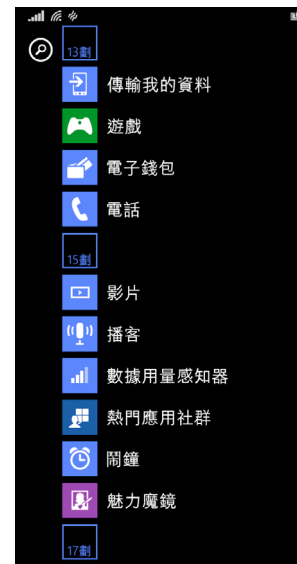 13劃
傳輸我的資料
遊戲
電子錢包
電話
15劃
影片
播客
數據用量感知器
熱門應用社群
鬧鐘
魅力魔鏡
17劃